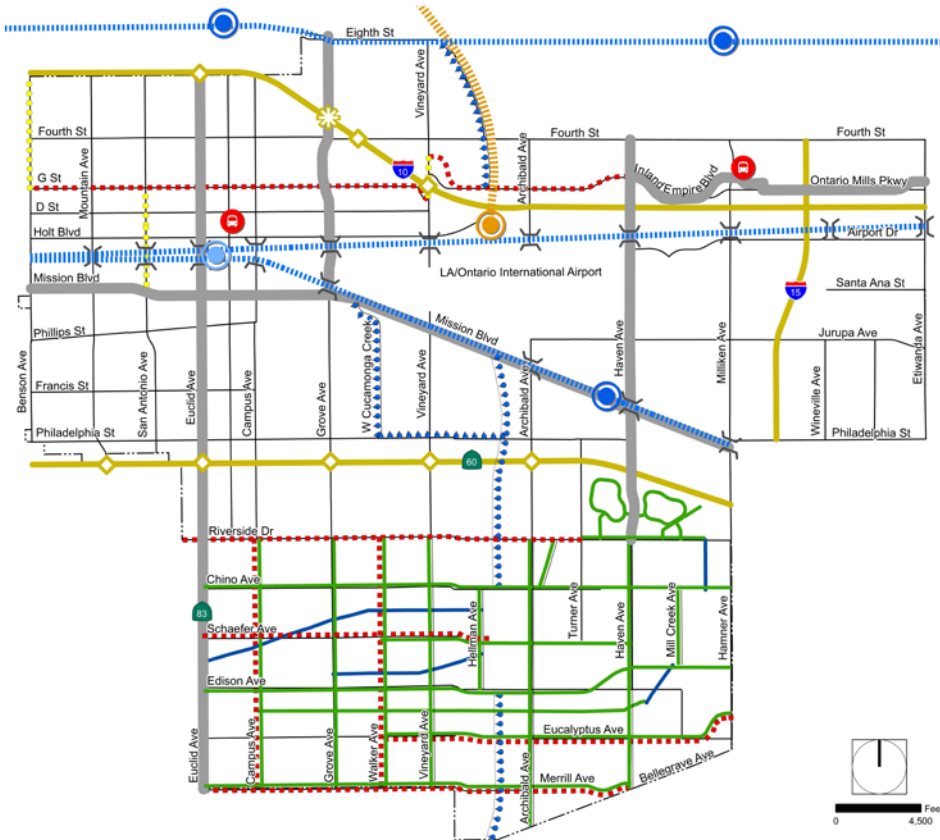 Eighth St
Vineyard Ave
Fourth St
Fourth St
Fourth St
Mountain Ave
Archibald Ave
10
G St
Inland Empire Blvd
Ontario Mills Pkwy
D St
Holt Blvd
Airport Dr
LA/Ontario International Airport
Mission Blvd
Santa Ana St
15
Mission Blvd
Phillips St
Jurupa Ave
Benson Ave
San Antonio Ave
Euclid Ave
Campus Ave
Grove Ave
W Cucamonga Creek
Vineyard Ave
Archibald Ave
Haven Ave
Milliken Ave
Wineville Ave
Etiwanda Ave
Francis St
Philadelphia St
Philadelphia St
60
Riverside Dr
Chino Ave
83
Schaefer Ave
Hellman Ave
Turner Ave
Haven Ave
Mill Creek Ave
Hamner Ave
Edison Ave
Eucalyptus Ave
Euclid Ave
Campus Ave
Grove Ave
Walker Ave
Vineyard Ave
Archibald Ave
Merrill Ave
Bellegrave Ave
Fee
0 4,500